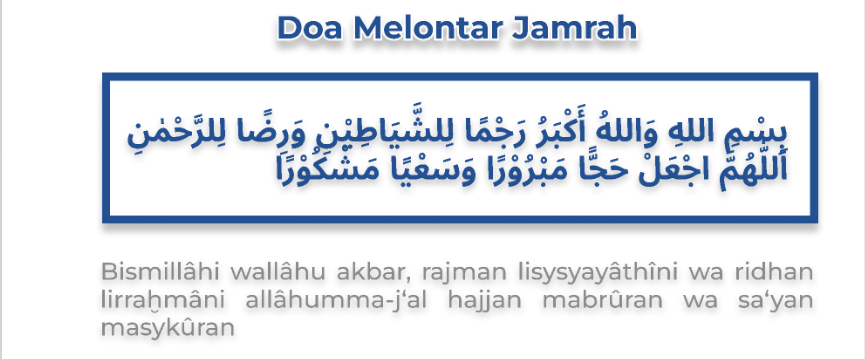 Doa Melontar Jamrah
بِسْمِ اللهِ وَاللهُ أَكْبَرُ رَجْمًا لِلشَّيَاطِيْنِ وَرِضًا لِلرَّحْمٰنِ
اَللّٰهُمَّ اجْعَلْ حَجًّا مَبْرُوْرًا وَسَعْيًا مَشْكُوْرًا
Bismillâhi wallâhu akbar, rajman lisysyayâthîni wa ridhan
lirraḫmâni allâhumma-j‘al hajjan mabrûran wa sa‘yan
masykûran